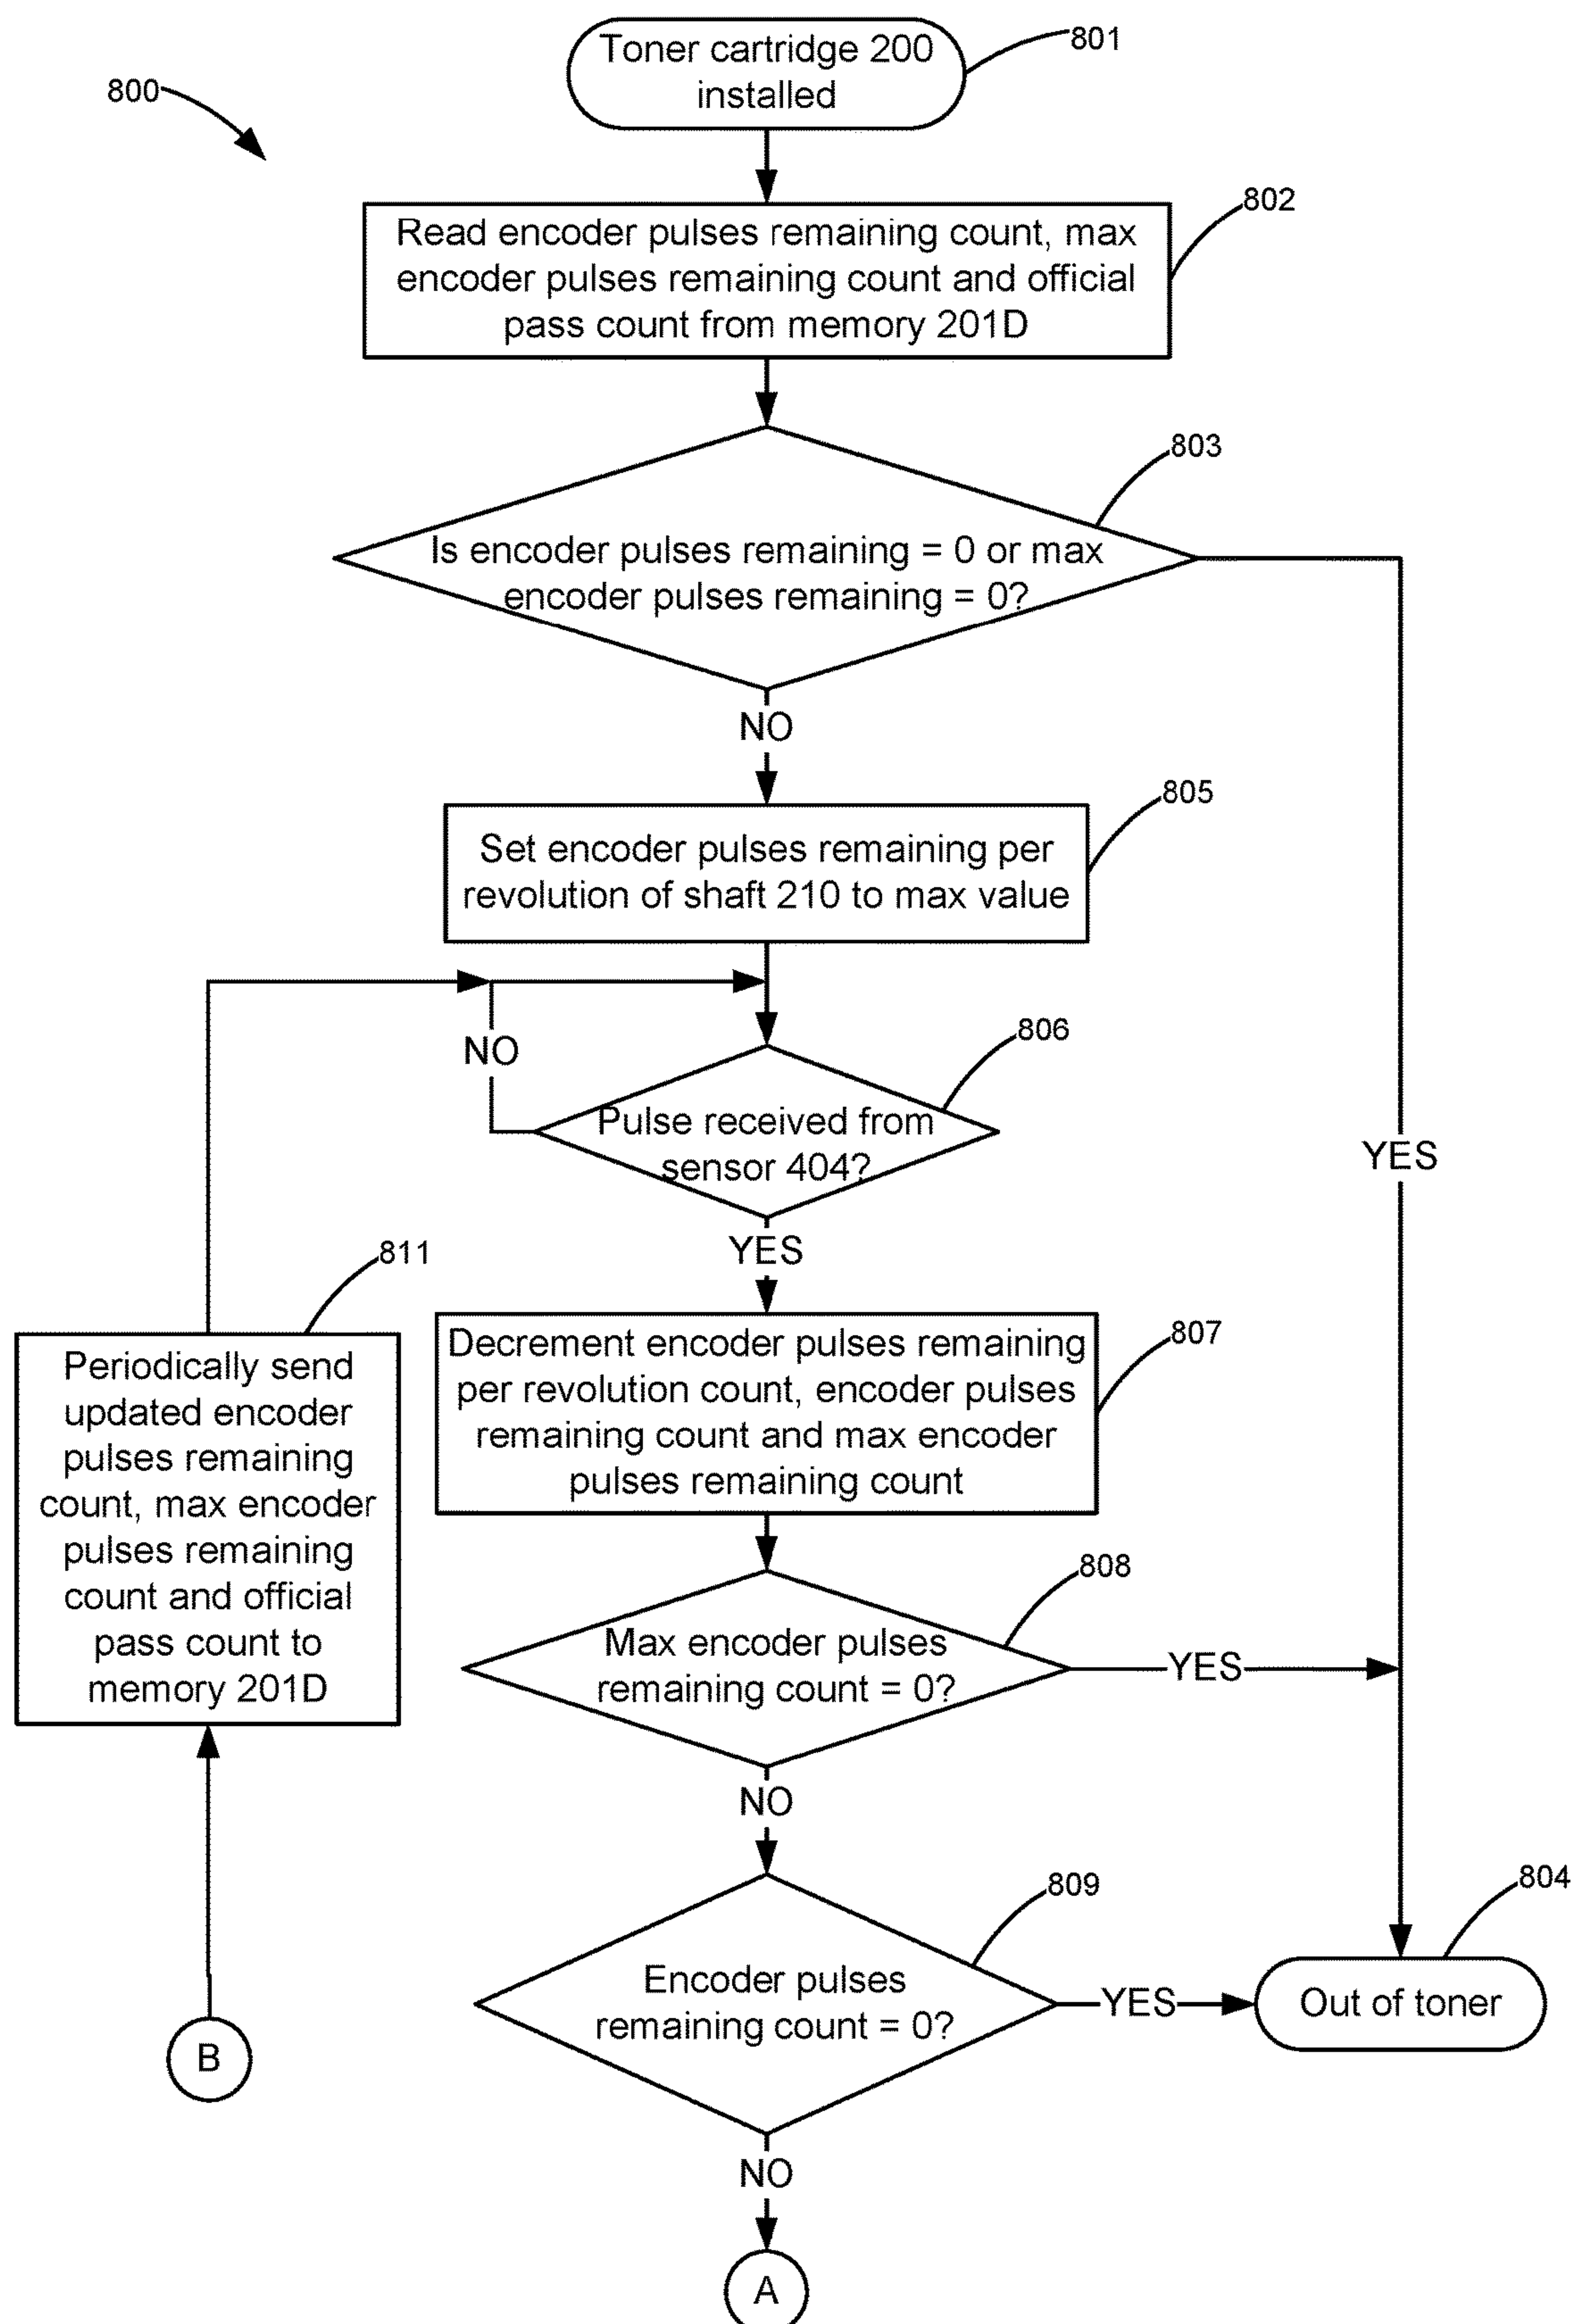 800
Toner cartridge 200
installed
801
Read encoder pulses remaining count, max
encoder pulses remaining count and official
pass count from memory 201D
802
Is encoder pulses remaining = 0 or max
encoder pulses remaining = 0?
803
NO
YES
Set encoder pulses remaining per
revolution of shaft 210 to max value
805
NO
Pulse received from
sensor 404?
806
YES
Decrement encoder pulses remaining
per revolution count, encoder pulses
remaining count and max encoder
pulses remaining count
807
Periodically send
updated encoder
pulses remaining
count, max encoder
pulses remaining
count and official
pass count to
memory 201D
811
Max encoder pulses
remaining count = 0?
808
YES
NO
Encoder pulses
remaining count = 0?
809
YES
Out of toner
804
B
NO
A